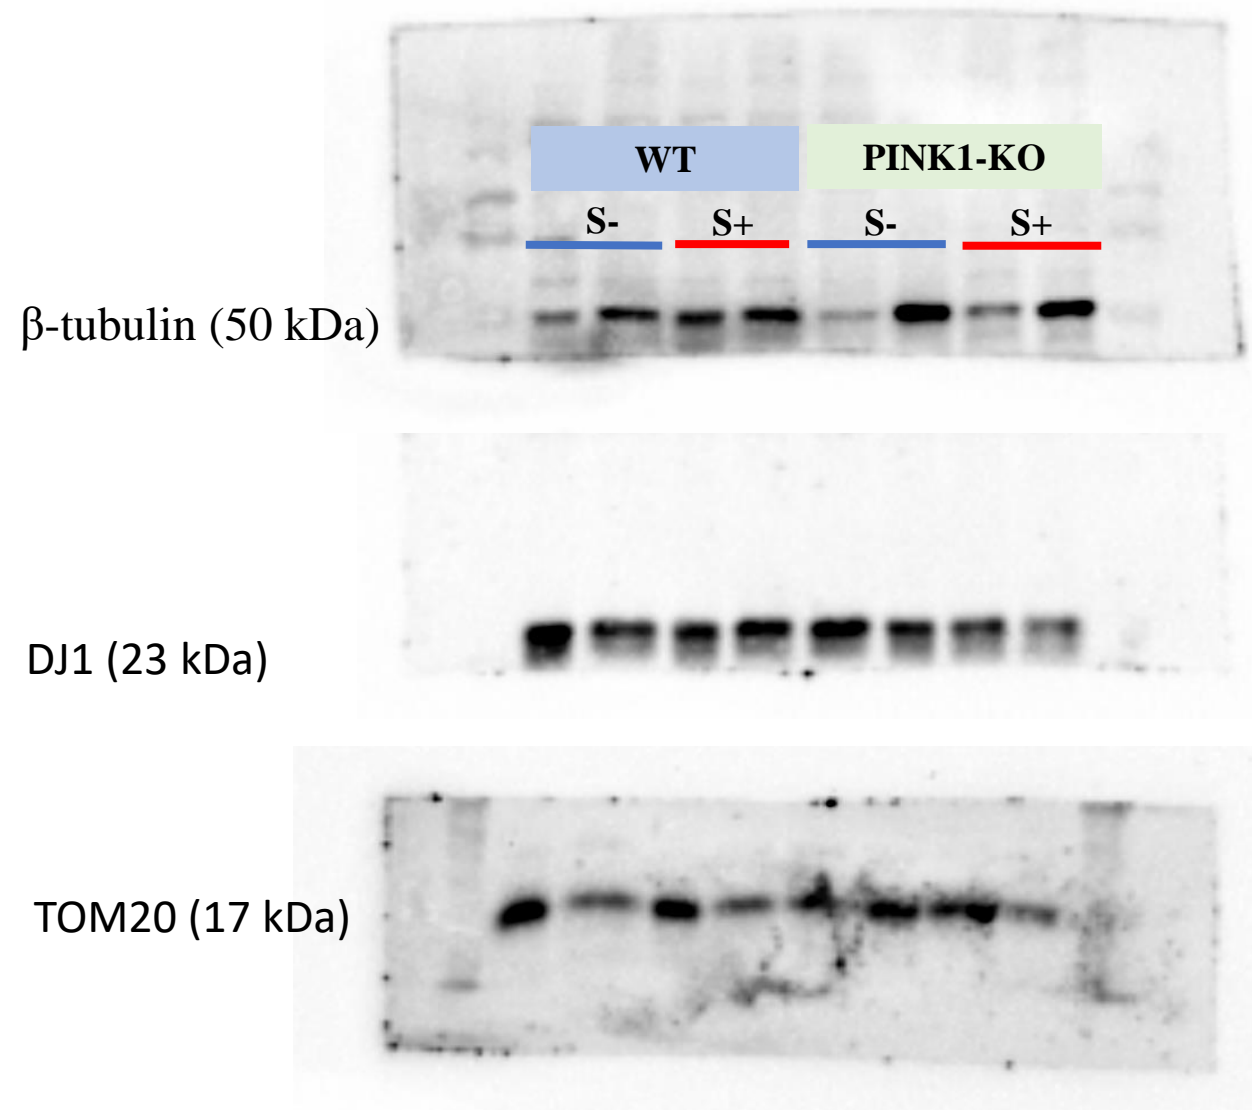 WT
PINK1-KO
S-
S+
S-
S+
β-tubulin (50 kDa)
DJ1 (23 kDa)
TOM20 (17 kDa)